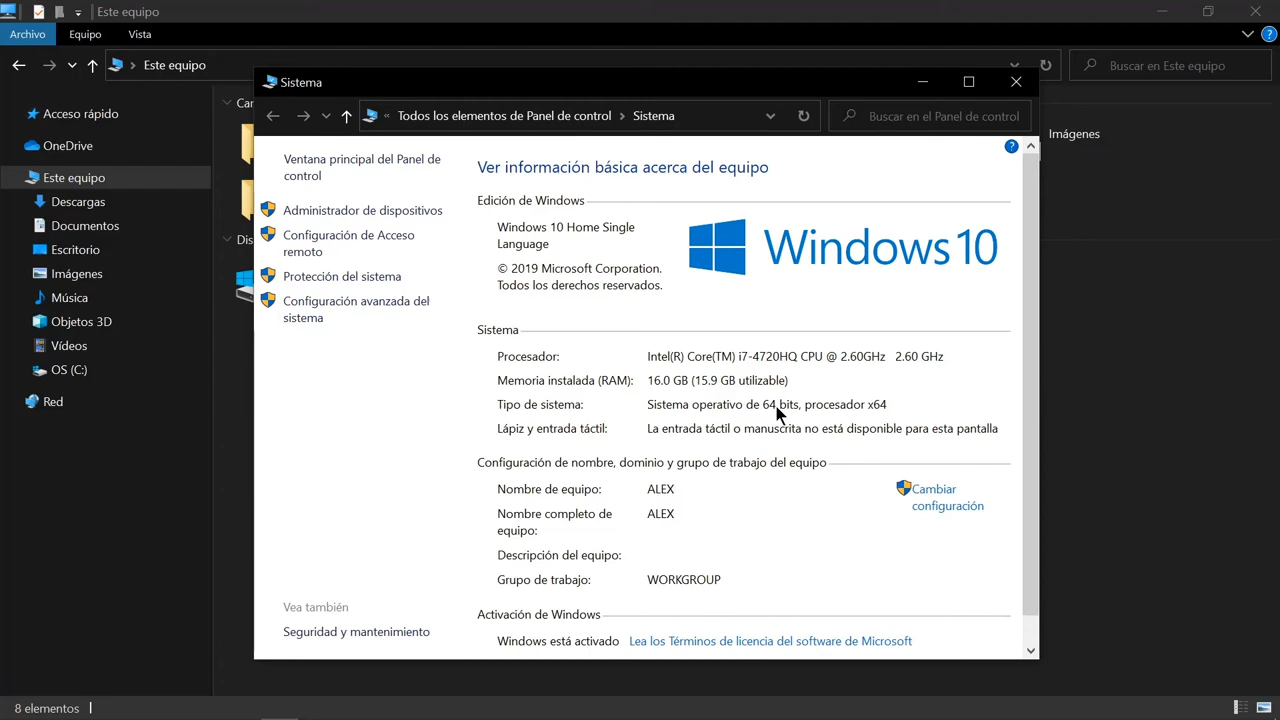 Este equipo
Archivo
Equipo
Vista
Este equipo
Buscar en Este equipo
Acceso rápido
OneDrive
Este equipo
Descargas
Documentos
Escritorio
Imágenes
Música
Objetos 3D
Vídeos
OS (C:)
Red
Imágenes
Sistema
« Todos los elementos de Panel de control > Sistema
Buscar en el Panel de control
Ventana principal del Panel de
control
Administrador de dispositivos
Configuración de Acceso
remoto
Protección del sistema
Configuración avanzada del
sistema
Vea también
Seguridad y mantenimiento
Ver información básica acerca del equipo
Edición de Windows
Windows 10 Home Single
Language
© 2019 Microsoft Corporation.
Todos los derechos reservados.
Windows 10
Sistema
Procesador: Intel(R) Core(TM) i7-4720HQ CPU @ 2.60GHz 2.60 GHz
Memoria instalada (RAM): 16.0 GB (15.9 GB utilizable)
Tipo de sistema: Sistema operativo de 64 bits, procesador x64
Lápiz y entrada táctil: La entrada táctil o manuscrita no está disponible para esta pantalla
Configuración de nombre, dominio y grupo de trabajo del equipo
Nombre de equipo: ALEX
Cambiar
configuración
Nombre completo de
equipo:
ALEX
Descripción del equipo:
Grupo de trabajo: WORKGROUP
Activación de Windows
Windows está activado Lea los Términos de licencia del software de Microsoft
8 elementos